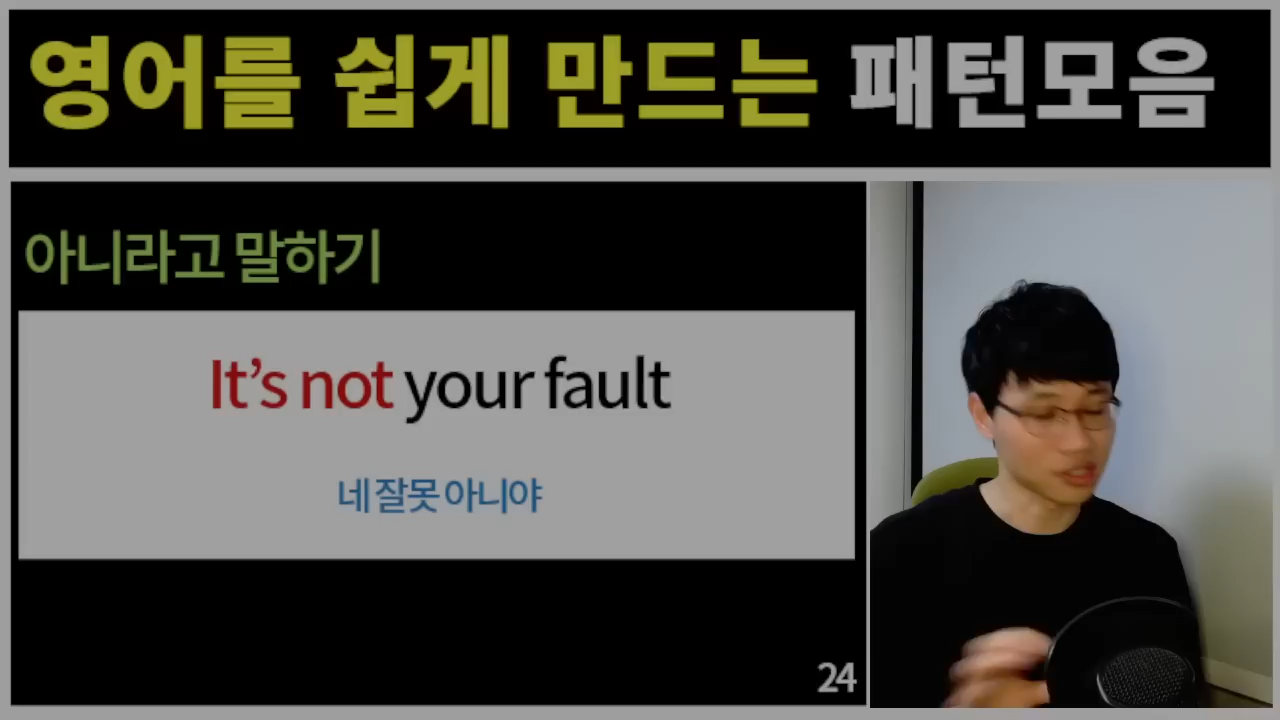 영어를 쉽게 만드는 패턴모음
아니라고 말하기
It’s not your fault
네 잘못 아니야
24